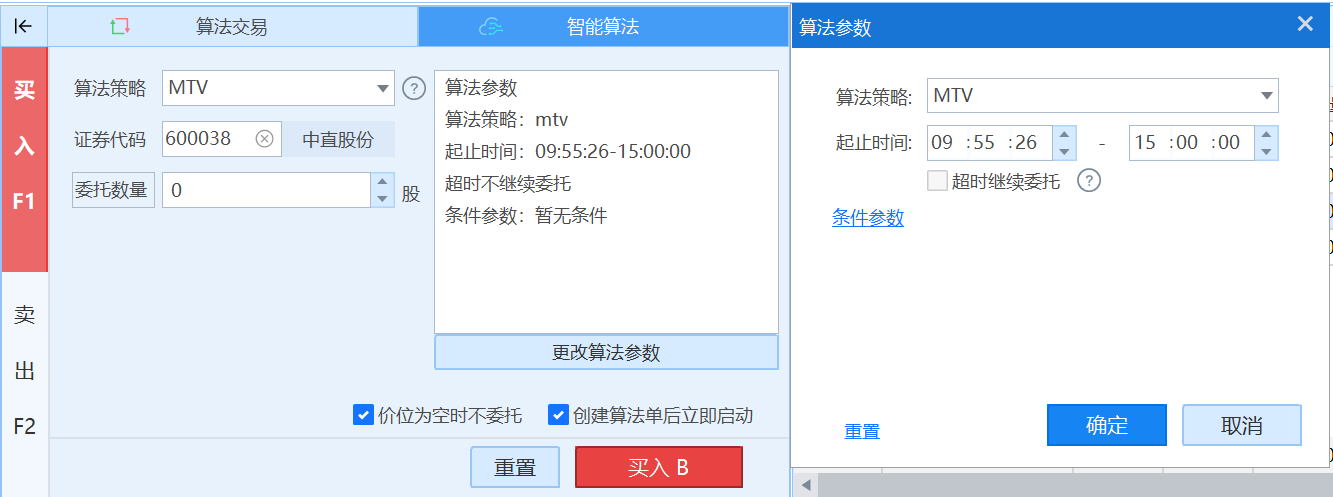 算法交易
智能算法
买
入
F1
卖
出
F2
算法策略 MTV ?
证券代码 600038 中直股份
委托数量 0 股
算法参数
算法策略：mtv
起止时间：09:55:26-15:00:00
超时不继续委托
条件参数：暂无条件
更改算法参数
价位为空时不委托 创建算法单后立即启动
重置 买入 B
算法参数
算法策略: MTV
起止时间: 09 :55 :26 - 15 :00 :00
超时继续委托 ?
条件参数
重置 确定 取消